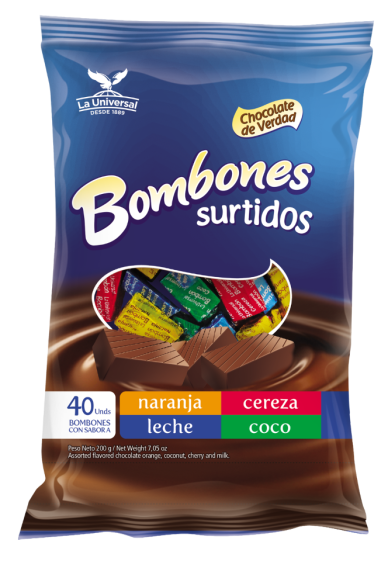 La Universal
DESDE 1889
Chocolate
de Verdad
Bombones
surtidos
40 Unds
BOMBONES
CON SABOR A
naranja
cereza
leche
coco
Peso Neto 200 g / Net Weight 7,05 oz
Assorted flavored chocolate orange, coconut, cherry and milk.